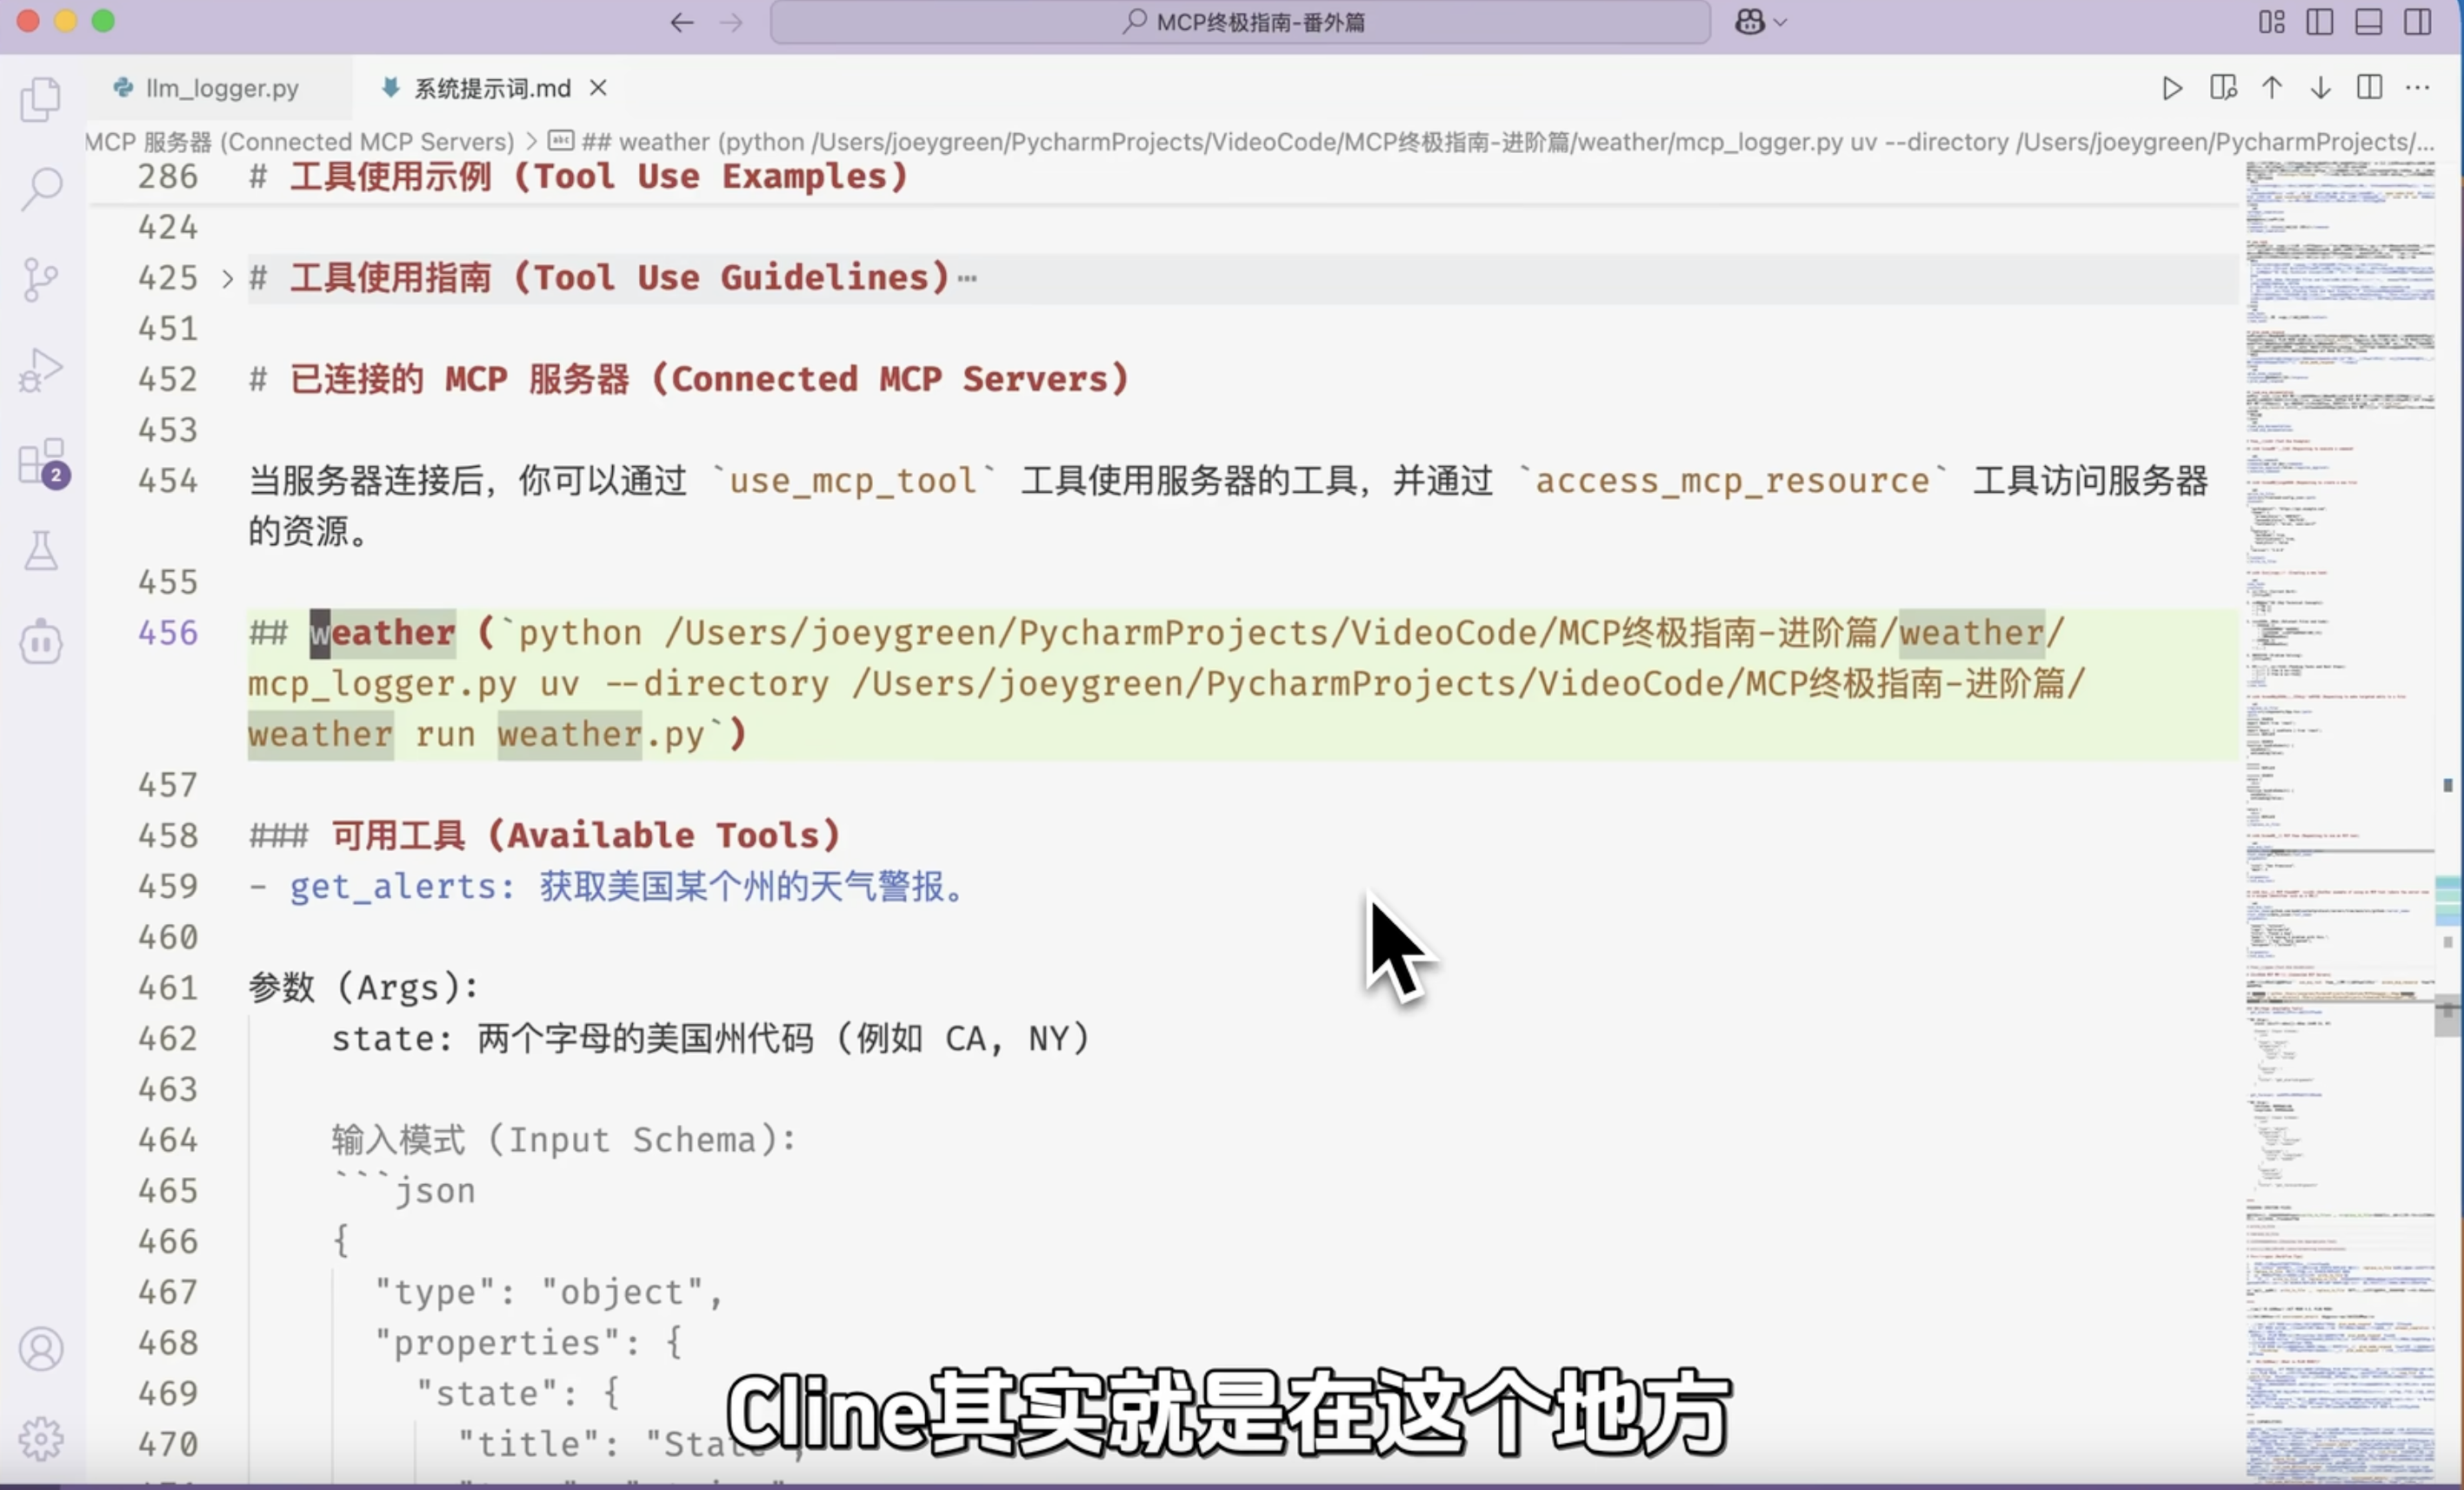 MCP终极指南-番外篇
llm_logger.py
系统提示词.md
MCP 服务器 (Connected MCP Servers) > ## weather (python /Users/joeygreen/PycharmProjects/VideoCode/MCP终极指南-进阶篇/weather/mcp_logger.py uv --directory /Users/joeygreen/PycharmProjects/...
286 # 工具使用示例 (Tool Use Examples)
424
425 > # 工具使用指南 (Tool Use Guidelines)…
451
452 # 已连接的 MCP 服务器 (Connected MCP Servers)
453
454 当服务器连接后，你可以通过 `use_mcp_tool` 工具使用服务器的工具，并通过 `access_mcp_resource` 工具访问服务器
的资源。
455
456 ## weather (`python /Users/joeygreen/PycharmProjects/VideoCode/MCP终极指南-进阶篇/weather/
mcp_logger.py uv --directory /Users/joeygreen/PycharmProjects/VideoCode/MCP终极指南-进阶篇/
weather run weather.py`)
457
458 ### 可用工具 (Available Tools)
459 - get_alerts: 获取美国某个州的天气警报。
460
461 参数 (Args):
462 state: 两个字母的美国州代码 (例如 CA, NY)
463
464 输入模式 (Input Schema):
465 ```json
466 {
467 "type": "object",
468 "properties": {
469 "state": {
470 "title": "State",
2
Cline其实就是在这个地方